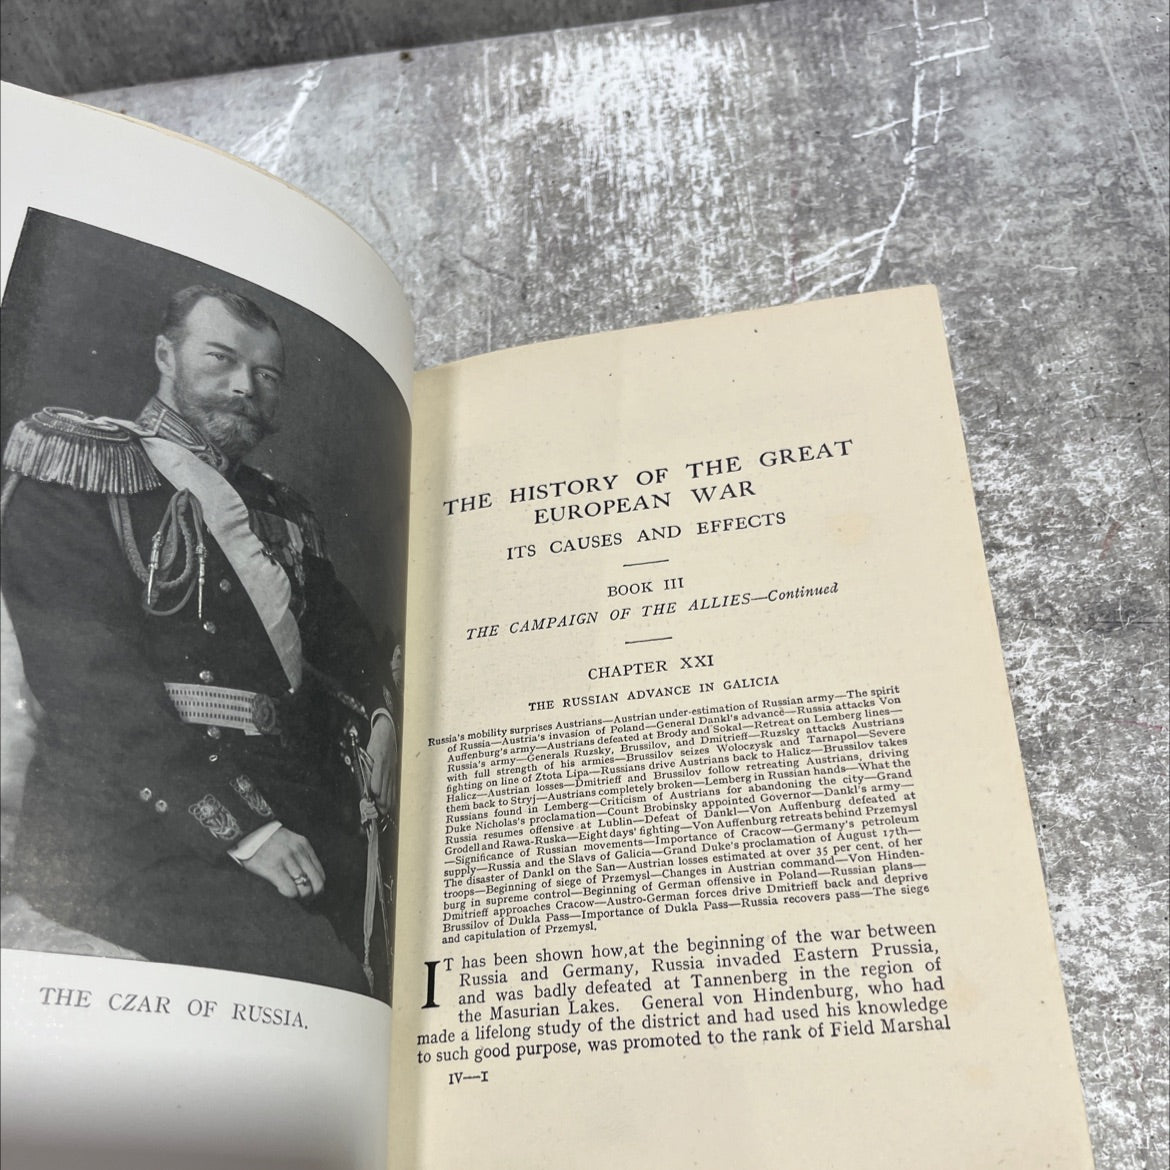 THE CZAR OF RUSSIA.
THE HISTORY OF THE GREAT
EUROPEAN WAR
ITS CAUSES AND EFFECTS
BOOK III
THE CAMPAIGN OF THE ALLIES—Continued
CHAPTER XXI
THE RUSSIAN ADVANCE IN GALICIA
Russia's mobility surprises Austrians—Austrian under-estimation of Russian army—The spirit
of Russia—Austria's invasion of Poland—General Dankl's advance—Russia attacks Von
Auffenburg's army—Austrians defeated at Brody and Sokal—Retreat on Lemberg lines—
Russia's army—Generals Ruzsky, Brussilov, and Dmitrieff—Ruzsky attacks Austrians
with full strength of his armies—Brussilov seizes Woloczysk and Tarnapol—Severe
fighting on line of Ztota Lipa—Russians drive Austrians back to Halicz—Brussilov takes
Halicz—Austrian losses—Dmitrieff and Brussilov follow retreating Austrians, driving
them back to Stryj—Austrians completely broken—Lemberg in Russian hands—What the
Russians found in Lemberg—Criticism of Austrians for abandoning the city—Grand
Duke Nicholas's proclamation—Count Brobinsky appointed Governor—Dankl's army—
Russia resumes offensive at Lublin—Defeat of Dankl—Von Auffenburg defeated at
Grodell and Rawa-Ruska—Eight days' fighting—Von Auffenburg retreats behind Przemysl
—Significance of Russian movements—Importance of Cracow—Germany's petroleum
supply—Russia and the Slavs of Galicia—Grand Duke's proclamation of August 17th—
The disaster of Dankl on the San—Austrian losses estimated at over 35 per cent. of her
troops—Beginning of siege of Przemysl—Changes in Austrian command—Von Hinden-
burg in supreme control—Beginning of German offensive in Poland—Russian plans—
Dmitrieff approaches Cracow—Austro-German forces drive Dmitrieff back and deprive
Brussilov of Dukla Pass—Importance of Dukla Pass—Russia recovers pass—The siege
and capitulation of Przemysl.
IT has been shown how, at the beginning of the war between
Russia and Germany, Russia invaded Eastern Prussia,
and was badly defeated at Tannenberg in the region of
the Masurian Lakes. General von Hindenburg, who had
made a lifelong study of the district and had used his knowledge
to such good purpose, was promoted to the rank of Field Marshal
IV—I